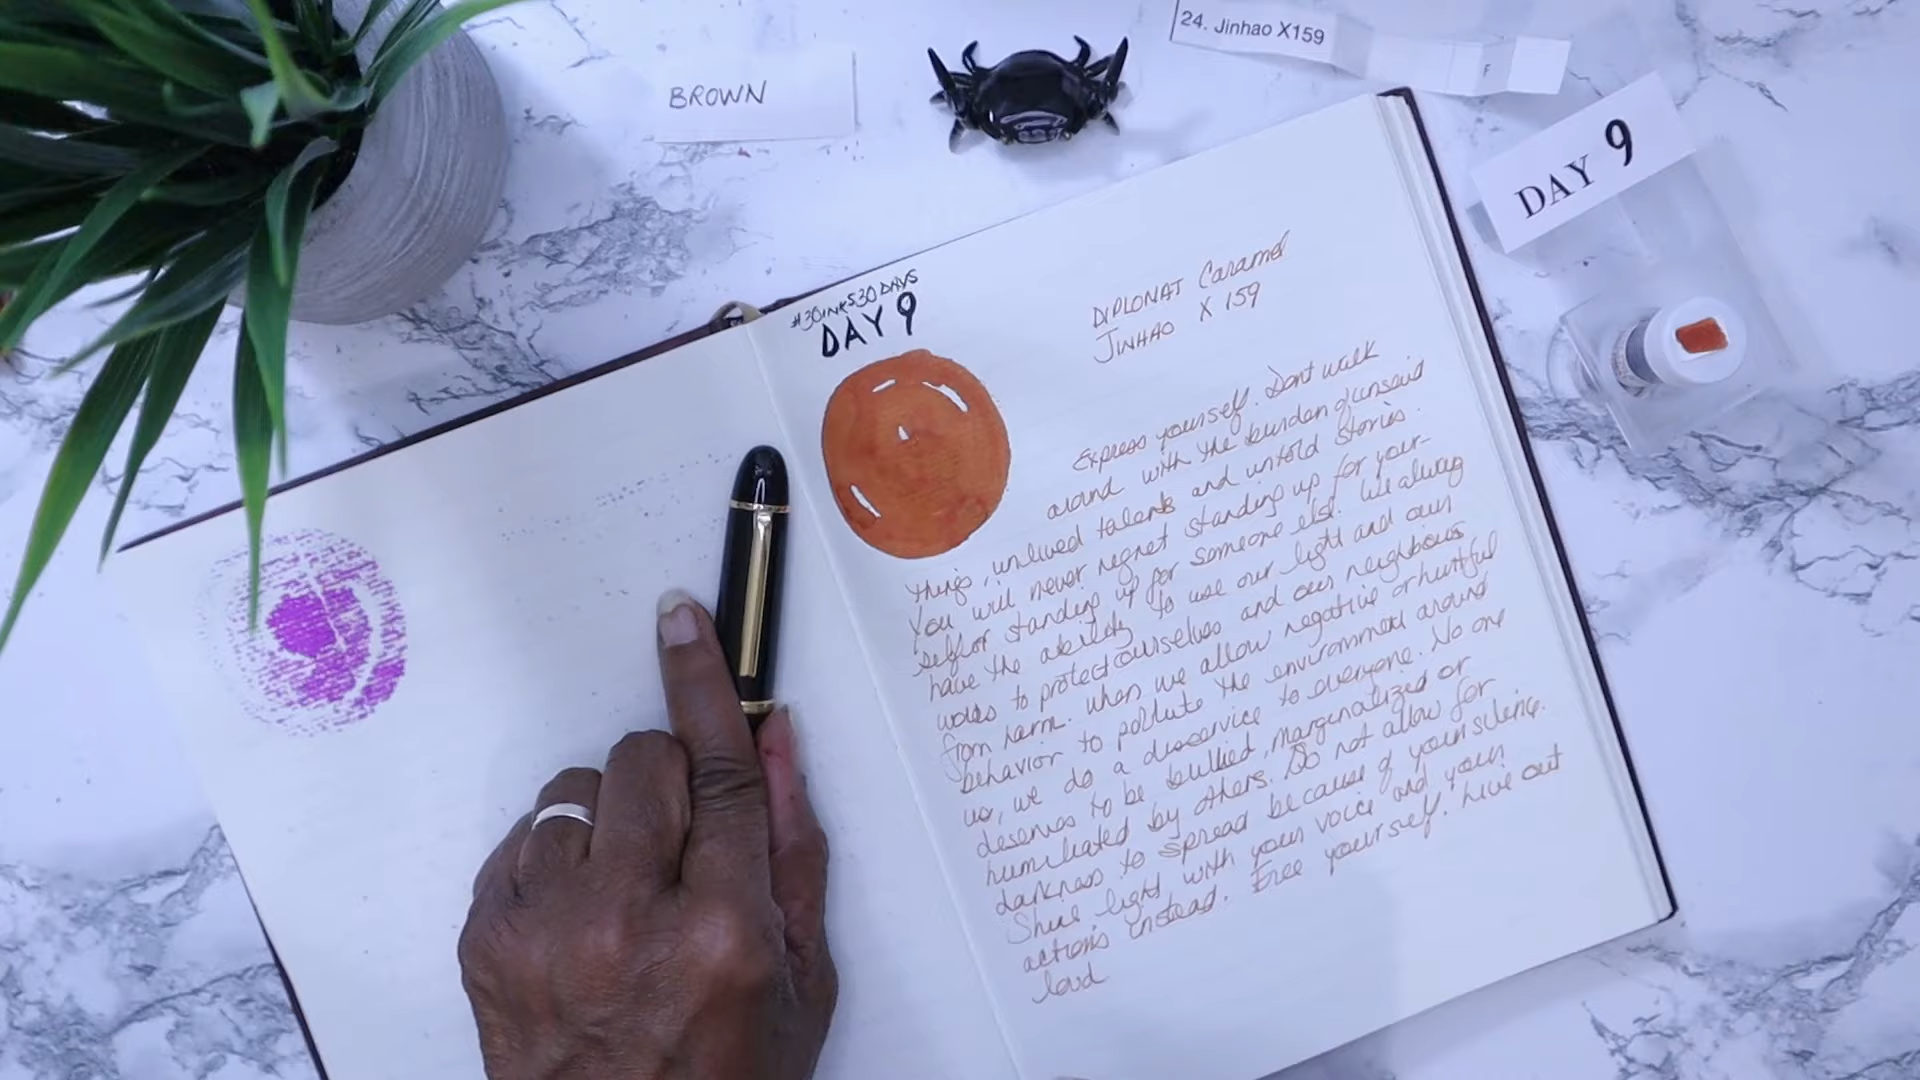 BROWN
24. Jinhao X159
F
DAY 9
#30INKS30DAYS
DAY 9
DIPLOMAT Caramel
JINHAO X 159
Express yourself. Dont walk
around with the burden of unsaid
things, unlived talents and untold stories.
You will never regret standing up for your-
self or standing up for someone else. We always
have the ability to use our light and our
words to protect ourselves and our neighbours
from harm. When we allow negative or hurtful
behavior to pollute the environment around
us, we do a disservice to everyone. No one
deserves to be bullied, marginalized or
humiliated by others. Do not allow for
darkness to spread because of your silence.
Shine light with your voice and your
actions instead. Free yourself. Live out
loud